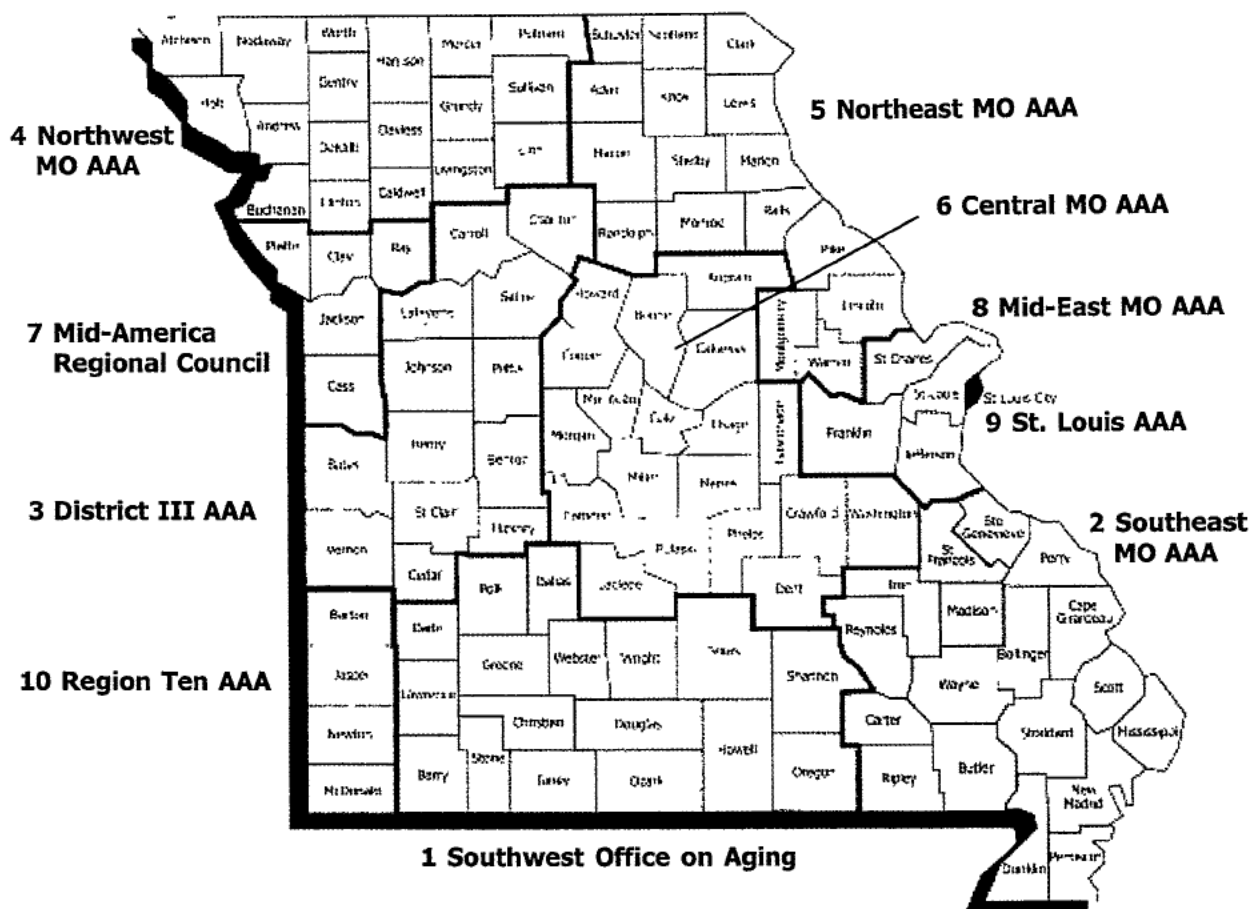 Atchison
Nodaway
Worth
Harrison
Mercer
Putnam
Schuyler
Scotland
Clark
Gentry
Sullivan
Adair
Knox
Lewis
Holt
Andrew
Daviess
Grundy
5 Northeast MO AAA
4 Northwest
MO AAA
DeKalb
Livingston
Linn
Macon
Shelby
Marion
Buchanan
Clinton
Caldwell
6 Central MO AAA
Platte
Clay
Ray
Carroll
Chariton
Randolph
Monroe
Ralls
Pike
Audrain
7 Mid-America
Regional Council
Jackson
Lafayette
Saline
Howard
Boone
Callaway
Montgomery
Lincoln
8 Mid-East MO AAA
Cass
Johnson
Pettis
Cooper
Warren
St Charles
St Louis
St Louis City
9 St. Louis AAA
Moniteau
Cole
Osage
Gasconade
Franklin
Jefferson
Bates
Henry
Benton
Morgan
Miller
Maries
3 District III AAA
St Clair
Hickory
Camden
Pulaski
Phelps
Crawford
Washington
Ste
Genevieve
2 Southeast
MO AAA
Vernon
Cedar
Polk
Dallas
Laclede
Dent
Iron
St
Francois
Perry
Barton
Dade
Madison
Cape
Girardeau
Reynolds
Bollinger
10 Region Ten AAA
Jasper
Greene
Webster
Wright
Texas
Shannon
Wayne
Scott
Lawrence
Christian
Douglas
Carter
Stoddard
Mississippi
Newton
Howell
McDonald
Barry
Stone
Taney
Ozark
Oregon
Ripley
Butler
New
Madrid
1 Southwest Office on Aging
Dunklin
Pemiscot